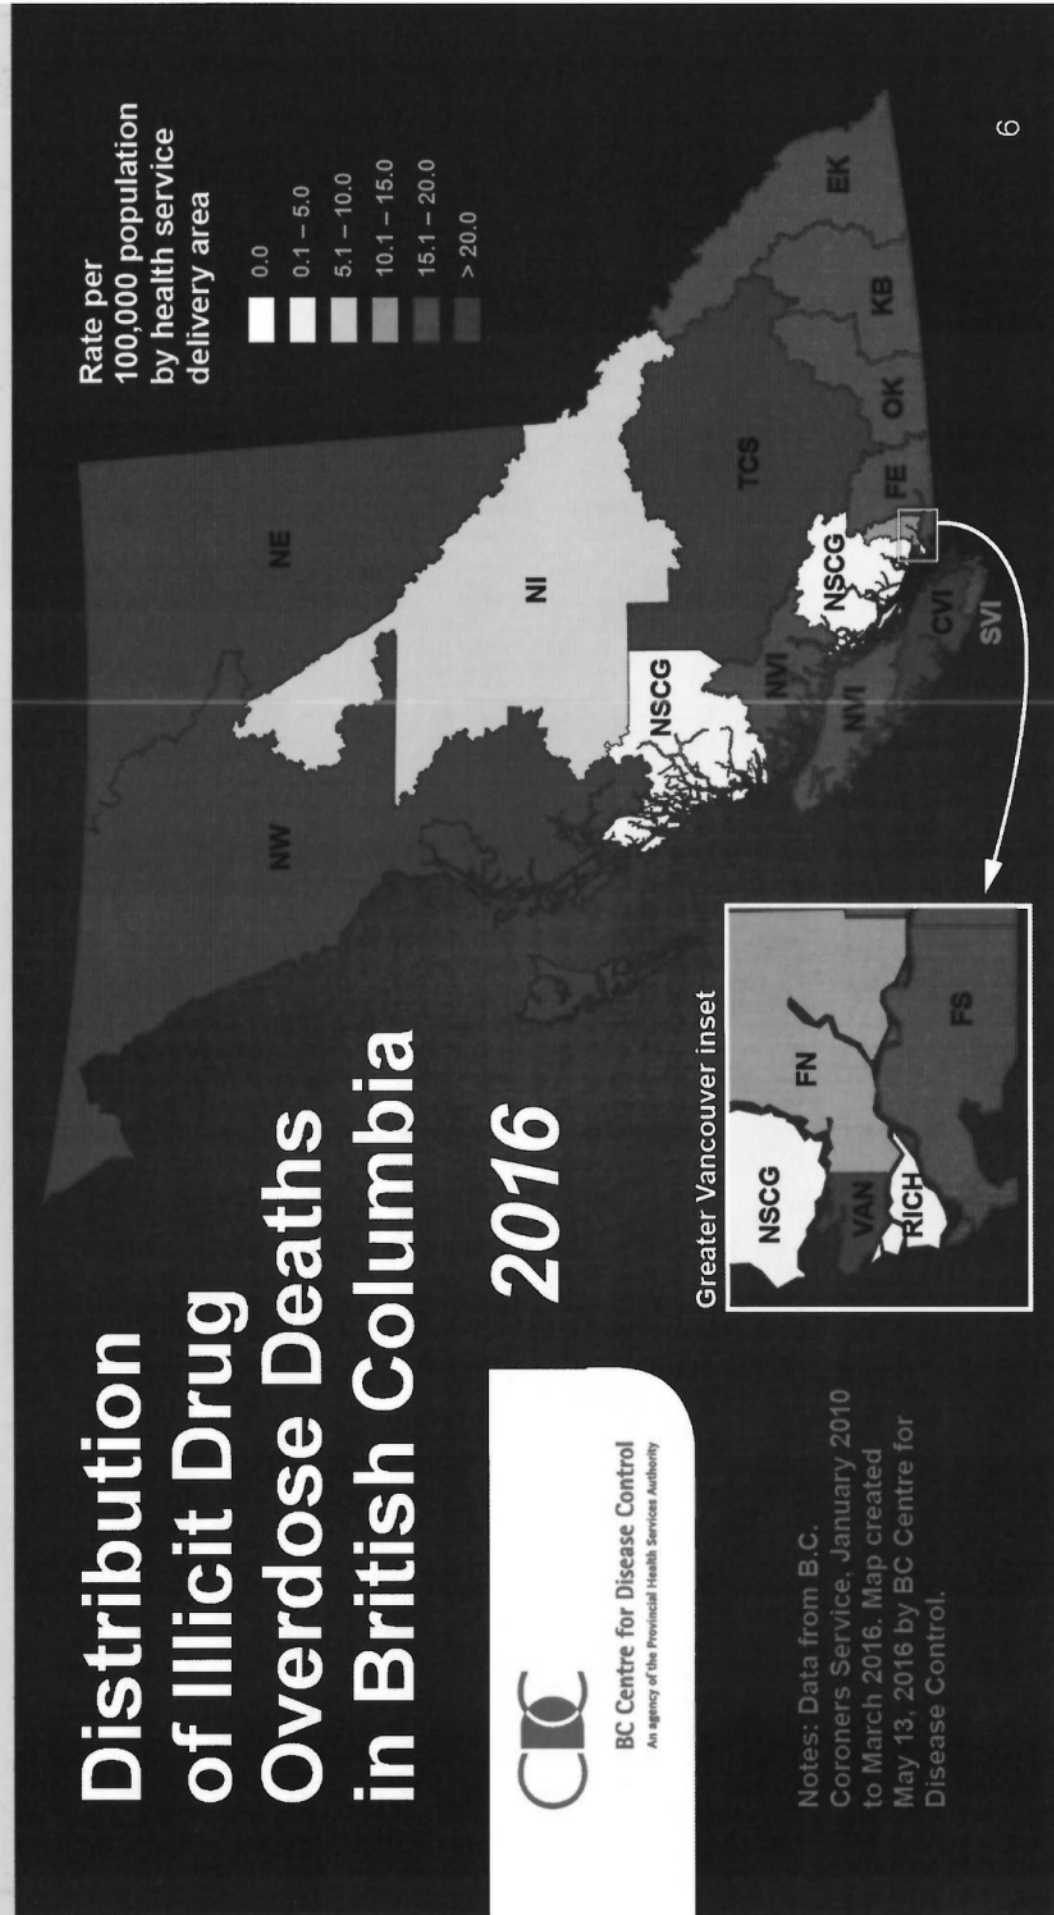 Distribution
of Illicit Drug
Overdose Deaths
in British Columbia
2016
Rate per
100,000 population
by health service
delivery area
0.0
0.1 – 5.0
5.1 – 10.0
10.1 – 15.0
15.1 – 20.0
> 20.0
NE
NW
NI
NSCG
TCS
NVI
NVI
NSCG
CVI
SVI
FE
OK
KB
EK
BC Centre for Disease Control
An agency of the Provincial Health Services Authority
Greater Vancouver inset
NSCG
FN
VAN
RICH
FS
Notes: Data from B.C.
Coroners Service, January 2010
to March 2016. Map created
May 13, 2016 by BC Centre for
Disease Control.
6